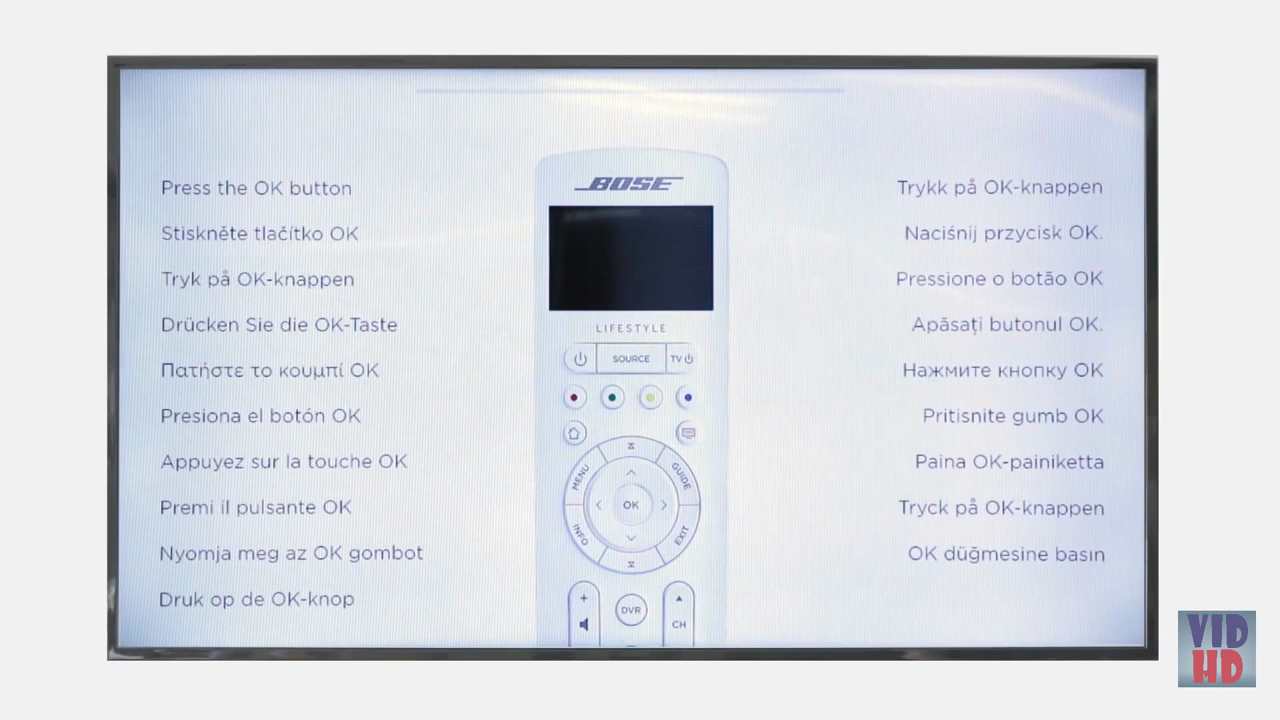 Press the OK button
Stiskněte tlačítko OK
Tryk på OK-knappen
Drücken Sie die OK-Taste
Πατήστε το κουμπί OK
Presiona el botón OK
Appuyez sur la touche OK
Premi il pulsante OK
Nyomja meg az OK gombot
Druk op de OK-knop
BOSE
LIFESTYLE
SOURCE
TV
MENU
GUIDE
OK
INFO
EXIT
+
DVR
CH
Trykk på OK-knappen
Naciśnij przycisk OK.
Pressione o botão OK
Apăsați butonul OK.
Нажмите кнопку OK
Pritisnite gumb OK
Paina OK-painiketta
Tryck på OK-knappen
OK düğmesine basın
VID
HD